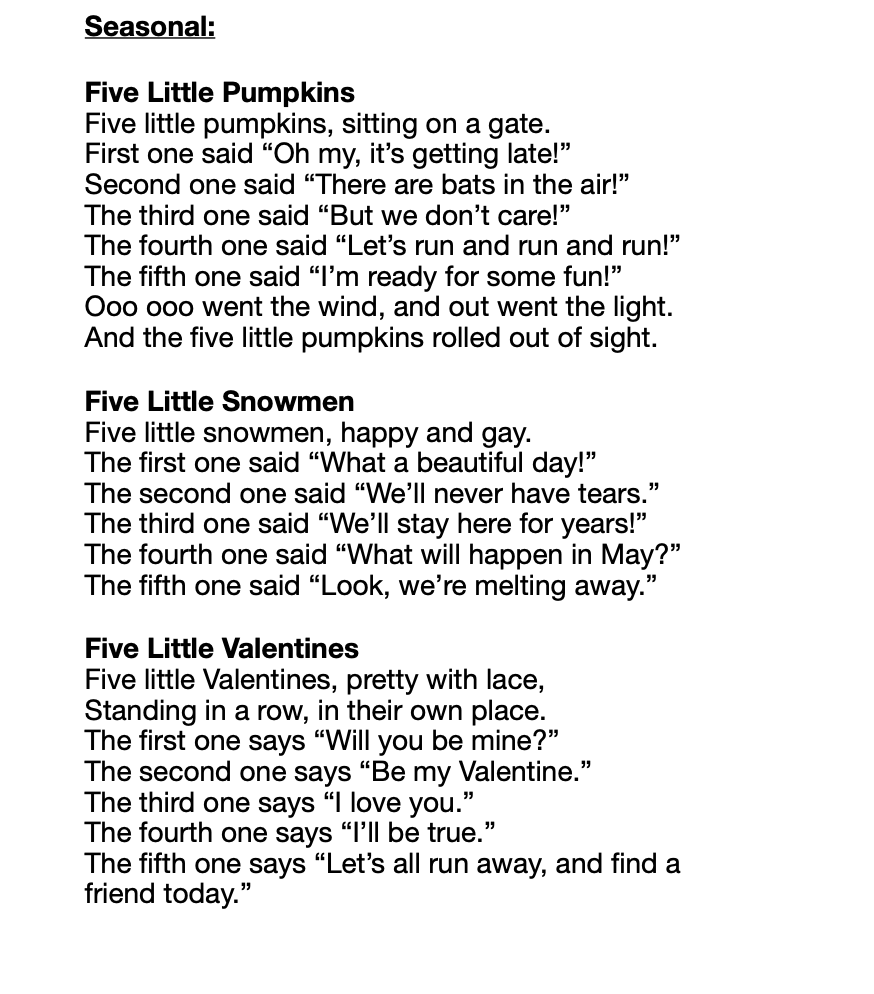 Seasonal:
Five Little Pumpkins
Five little pumpkins, sitting on a gate.
First one said “Oh my, it’s getting late!”
Second one said “There are bats in the air!”
The third one said “But we don’t care!”
The fourth one said “Let’s run and run and run!”
The fifth one said “I’m ready for some fun!”
Ooo ooo went the wind, and out went the light.
And the five little pumpkins rolled out of sight.
Five Little Snowmen
Five little snowmen, happy and gay.
The first one said “What a beautiful day!”
The second one said “We’ll never have tears.”
The third one said “We’ll stay here for years!”
The fourth one said “What will happen in May?”
The fifth one said “Look, we’re melting away.”
Five Little Valentines
Five little Valentines, pretty with lace,
Standing in a row, in their own place.
The first one says “Will you be mine?”
The second one says “Be my Valentine.”
The third one says “I love you.”
The fourth one says “I’ll be true.”
The fifth one says “Let’s all run away, and find a
friend today.”